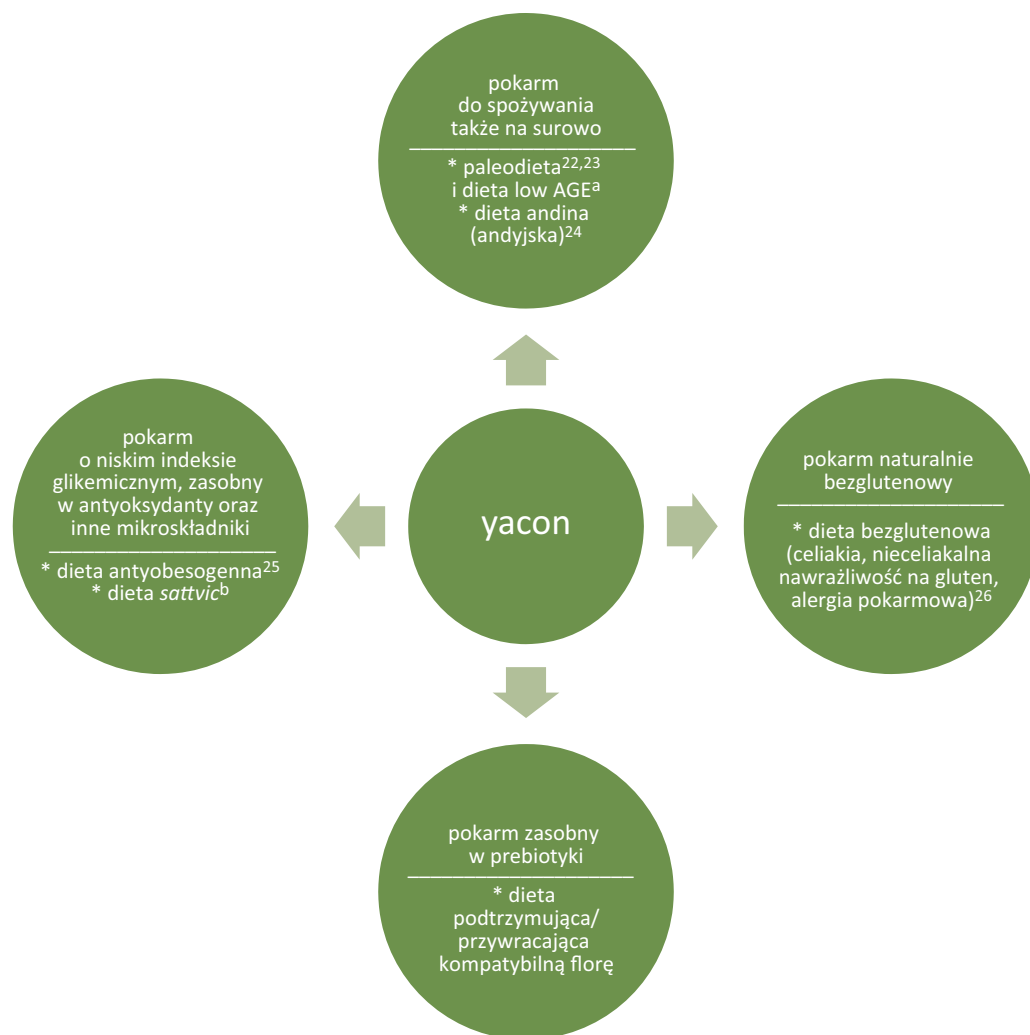 pokarm
do spożywania
także na surowo
* paleodieta22,23
i dieta low AGEa
* dieta andina
(andyjska)24
pokarm
o niskim indeksie
glikemicznym, zasobny
w antyoksydanty oraz
inne mikroskładniki
* dieta antyobesogenna25
* dieta sattvicb
yacon
pokarm naturalnie
bezglutenowy
* dieta bezglutenowa
(celiakia, nieceliakalna
nawrażliwość na gluten,
alergia pokarmowa)26
pokarm zasobny
w prebiotyki
* dieta
podtrzymująca/
przywracająca
kompatybilną florę